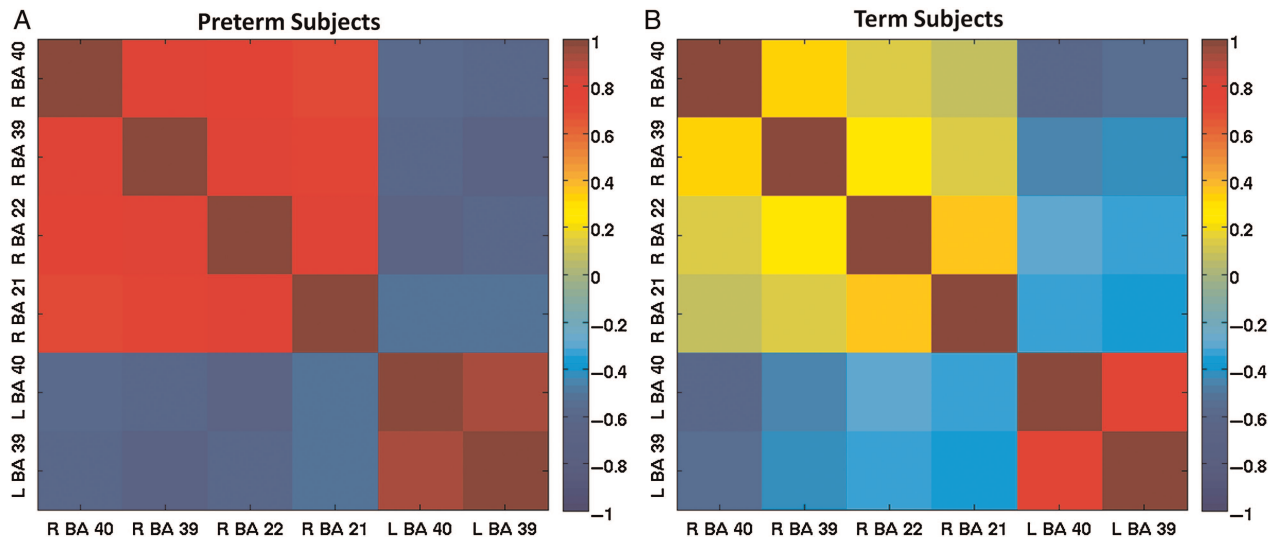 A
Preterm Subjects
R BA 40
R BA 39
R BA 22
R BA 21
L BA 40
L BA 39
R BA 40 R BA 39 R BA 22 R BA 21 L BA 40 L BA 39
1
0.8
0.6
0.4
0.2
0
−0.2
−0.4
−0.6
−0.8
−1
B
Term Subjects
R BA 40
R BA 39
R BA 22
R BA 21
L BA 40
L BA 39
R BA 40 R BA 39 R BA 22 R BA 21 L BA 40 L BA 39
1
0.8
0.6
0.4
0.2
0
−0.2
−0.4
−0.6
−0.8
−1